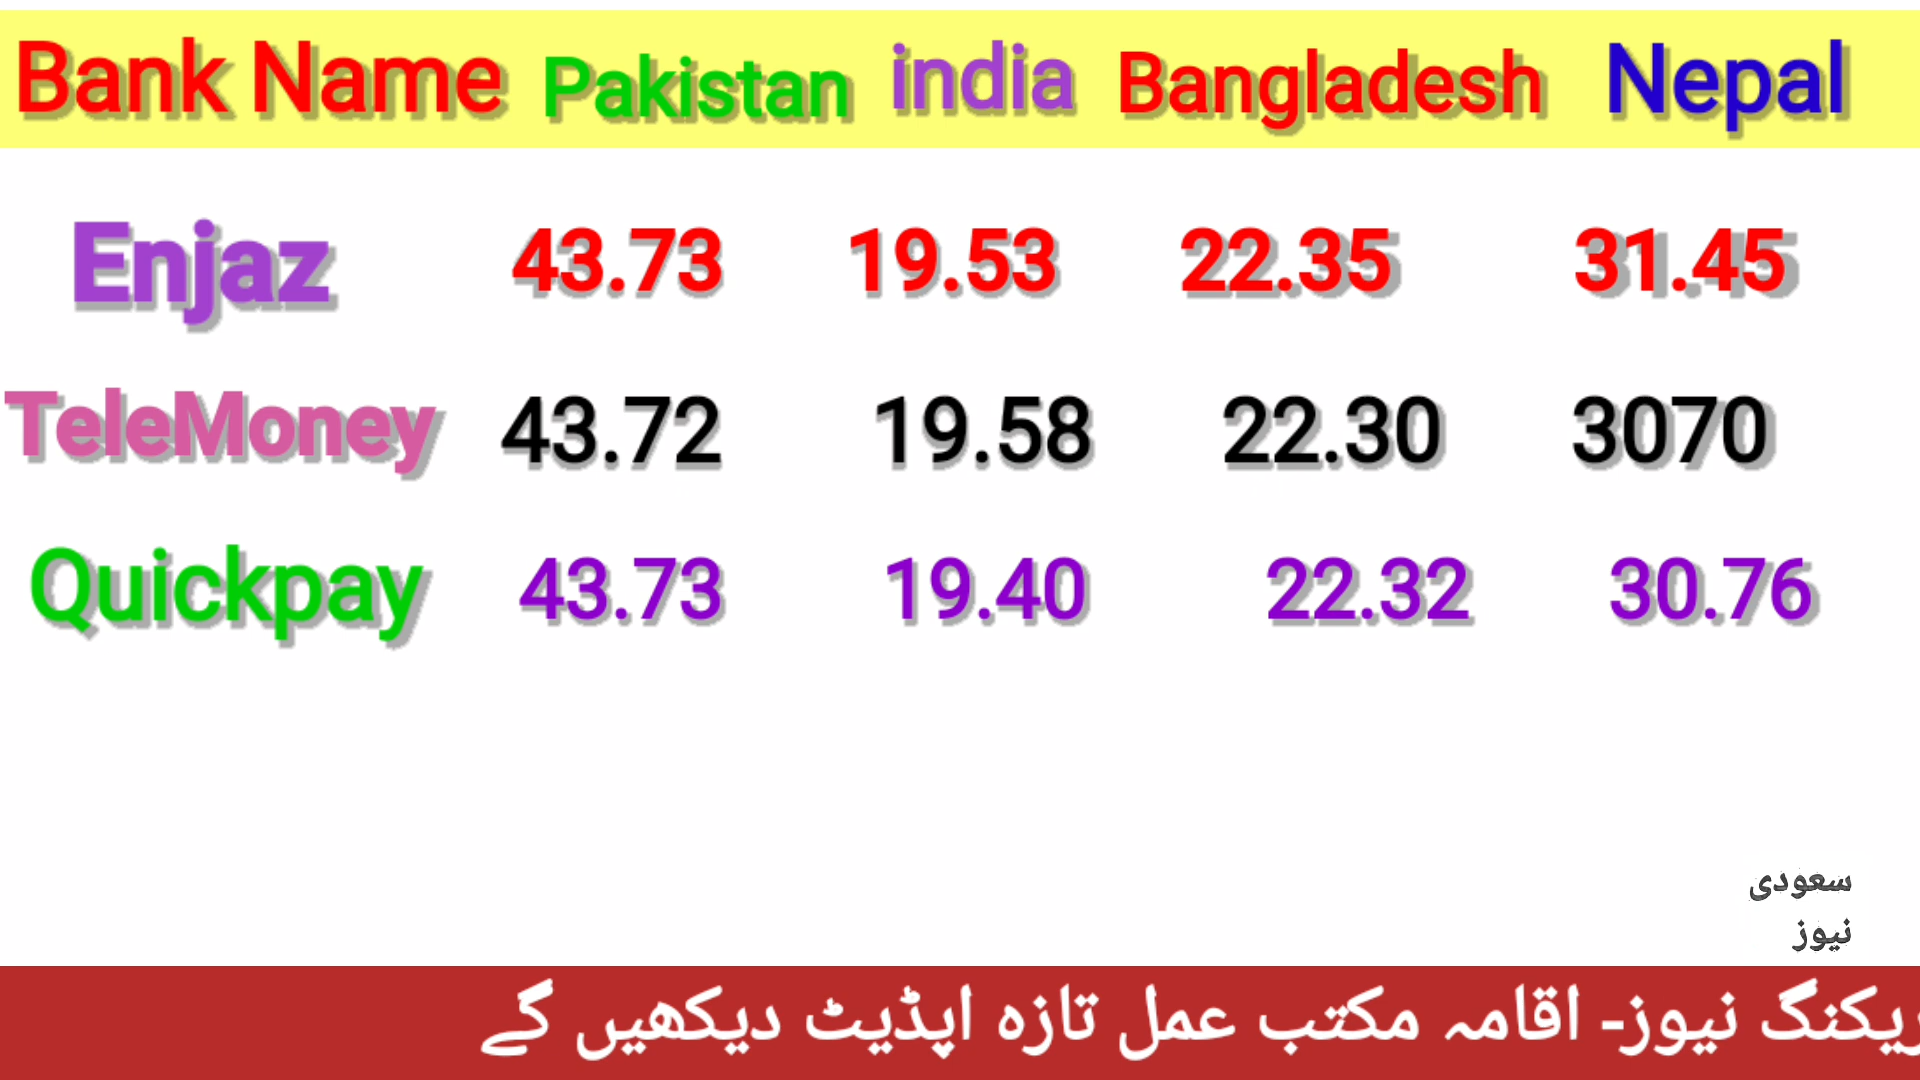 Bank Name Pakistan india Bangladesh Nepal
Enjaz 43.73 19.53 22.35 31.45
TeleMoney 43.72 19.58 22.30 3070
Quickpay 43.73 19.40 22.32 30.76
سعودی
نیوز
نیوز- اقامہ مکتب عمل تازہ اپڈیٹ دیکھیں گے